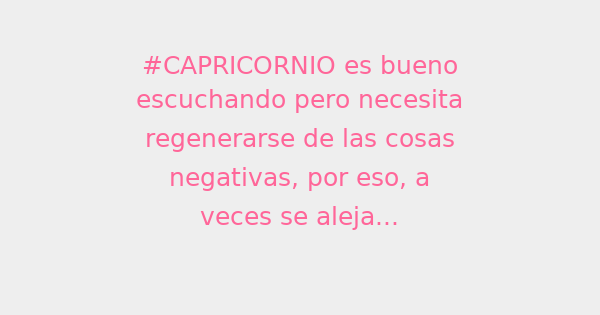 #CAPRICORNIO es bueno
escuchando pero necesita
regenerarse de las cosas
negativas, por eso, a
veces se aleja...